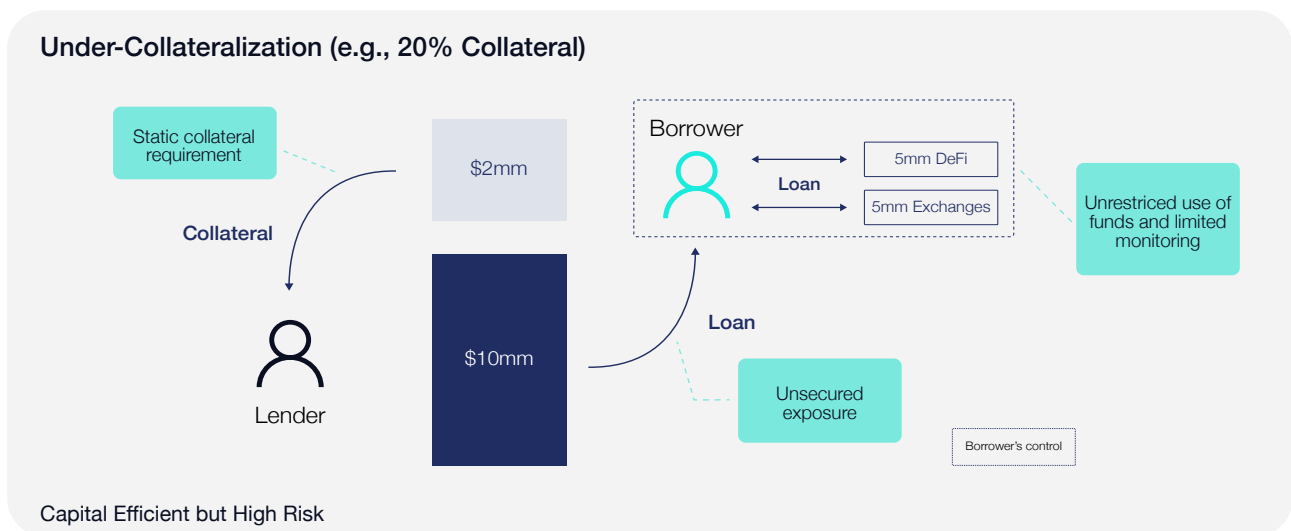 Under-Collateralization (e.g., 20% Collateral)
Static collateral
requirement
$2mm
Collateral
Lender
$10mm
Borrower
Loan
5mm DeFi
5mm Exchanges
Unrestriced use of
funds and limited
monitoring
Loan
Unsecured
exposure
Borrower's control
Capital Efficient but High Risk